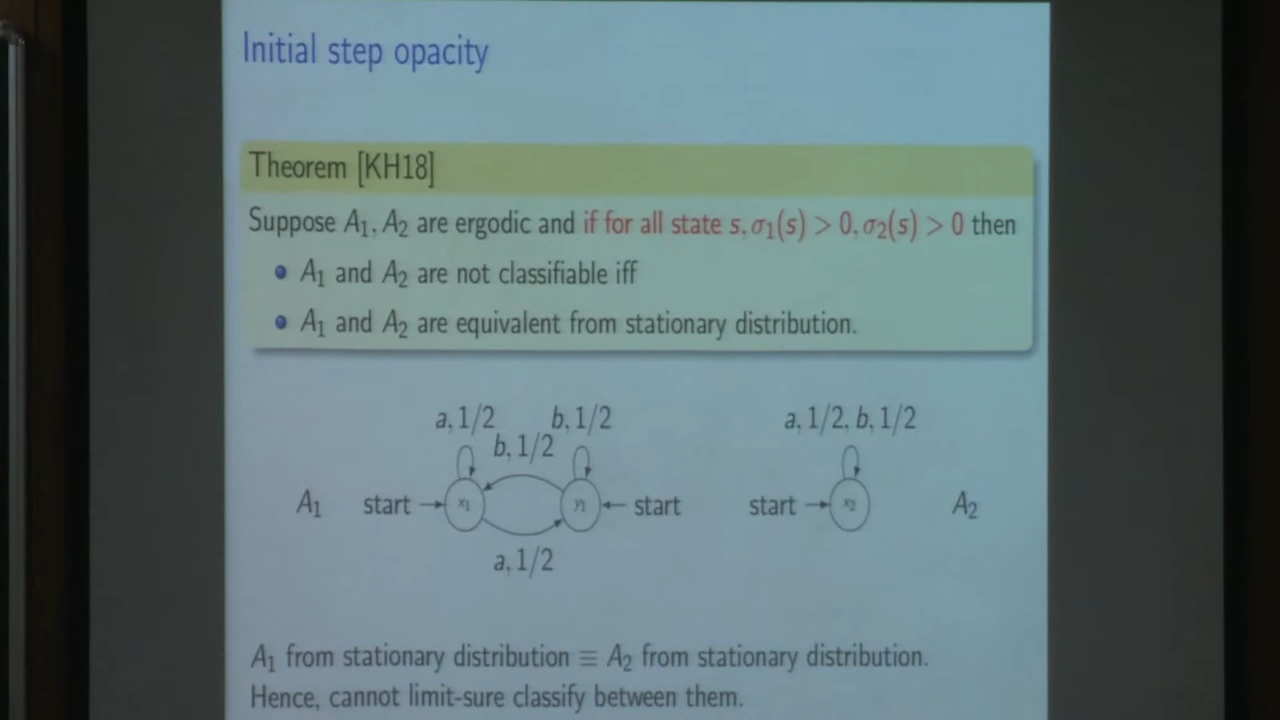 Initial step opacity
Theorem [KH18]
Suppose A₁, A₂ are ergodic and if for all state s, σ₁(s) > 0, σ₂(s) > 0 then
A₁ and A₂ are not classifiable iff
A₁ and A₂ are equivalent from stationary distribution.
a, 1/2 b, 1/2 a, 1/2, b, 1/2
b, 1/2
A₁ start x₁ y₁ start start x₂ A₂
a, 1/2
A₁ from stationary distribution ≡ A₂ from stationary distribution.
Hence, cannot limit-sure classify between them.